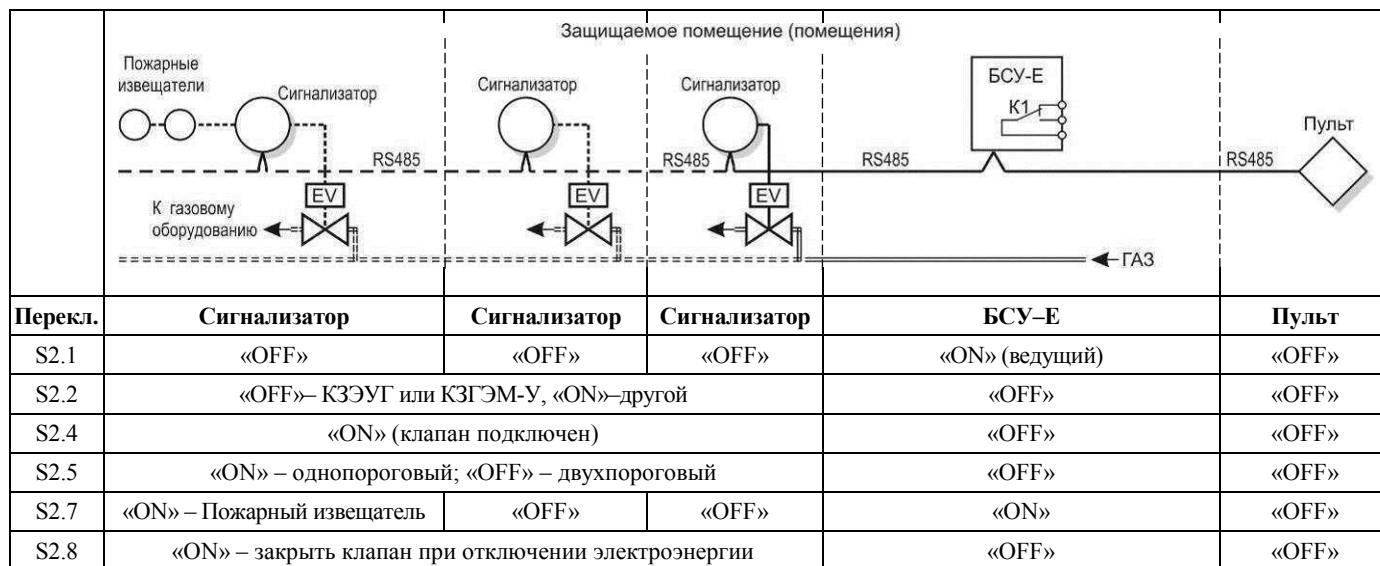 Защищаемое помещение (помещения)
Пожарные
извещатели
Сигнализатор
Сигнализатор
Сигнализатор
БСУ-Е
К1
Пульт
RS485
RS485
RS485
RS485
EV
EV
EV
К газовому
оборудованию
ГАЗ
Перекл. Сигнализатор Сигнализатор Сигнализатор БСУ–Е Пульт
S2.1 «OFF» «OFF» «OFF» «ON» (ведущий) «OFF»
S2.2 «OFF»– КЗЭУГ или КЗГЭМ-У, «ON»–другой «OFF» «OFF»
S2.4 «ON» (клапан подключен) «OFF» «OFF»
S2.5 «ON» – однопороговый; «OFF» – двухпороговый «OFF» «OFF»
S2.7 «ON» – Пожарный извещатель «OFF» «OFF» «ON» «OFF»
S2.8 «ON» – закрыть клапан при отключении электроэнергии «OFF» «OFF»